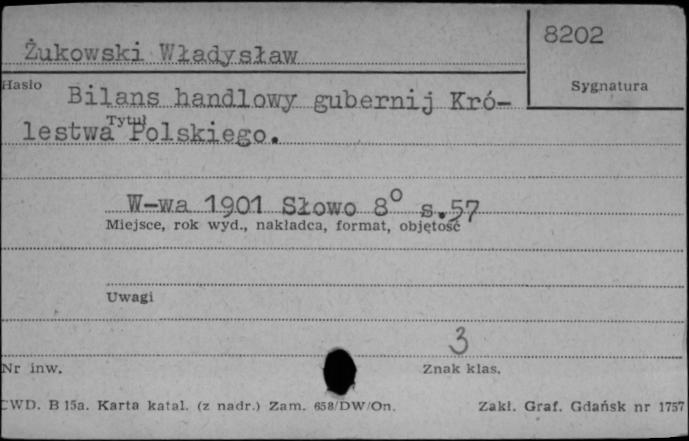 8202
Żukowski Władysław
Hasło
Sygnatura
Bilans handlowy gubernij Kró-
lestwa Polskiego.
Tytuł
W-wa 1901 Słowo 8° s.57
Miejsce, rok wyd., nakładca, format, objętość
Uwagi
3
Nr inw.
Znak klas.
CWD. B 15a. Karta katal. (z nadr.) Zam. 658/DW/On.
Zakł. Graf. Gdańsk nr 1757